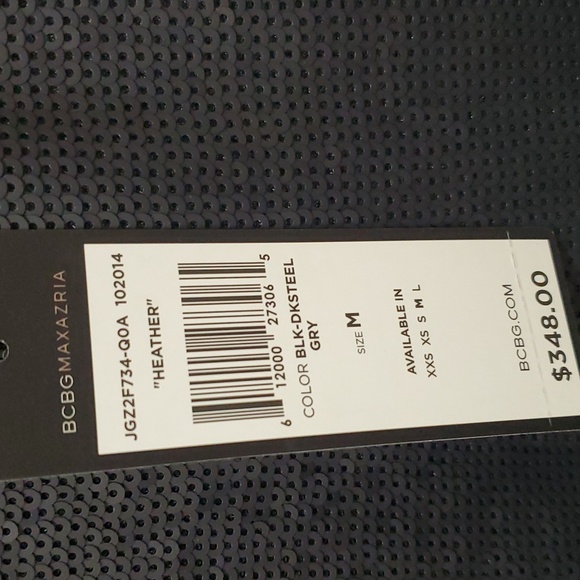 BCBGMAXAZRIA
JGZ2F734-Q0A 102014
"HEATHER"
6 12000 27306 5
COLOR BLK-DKSTEEL
GRY
SIZE M
AVAILABLE IN
XXS XS S M L
BCBG.COM
$348.00